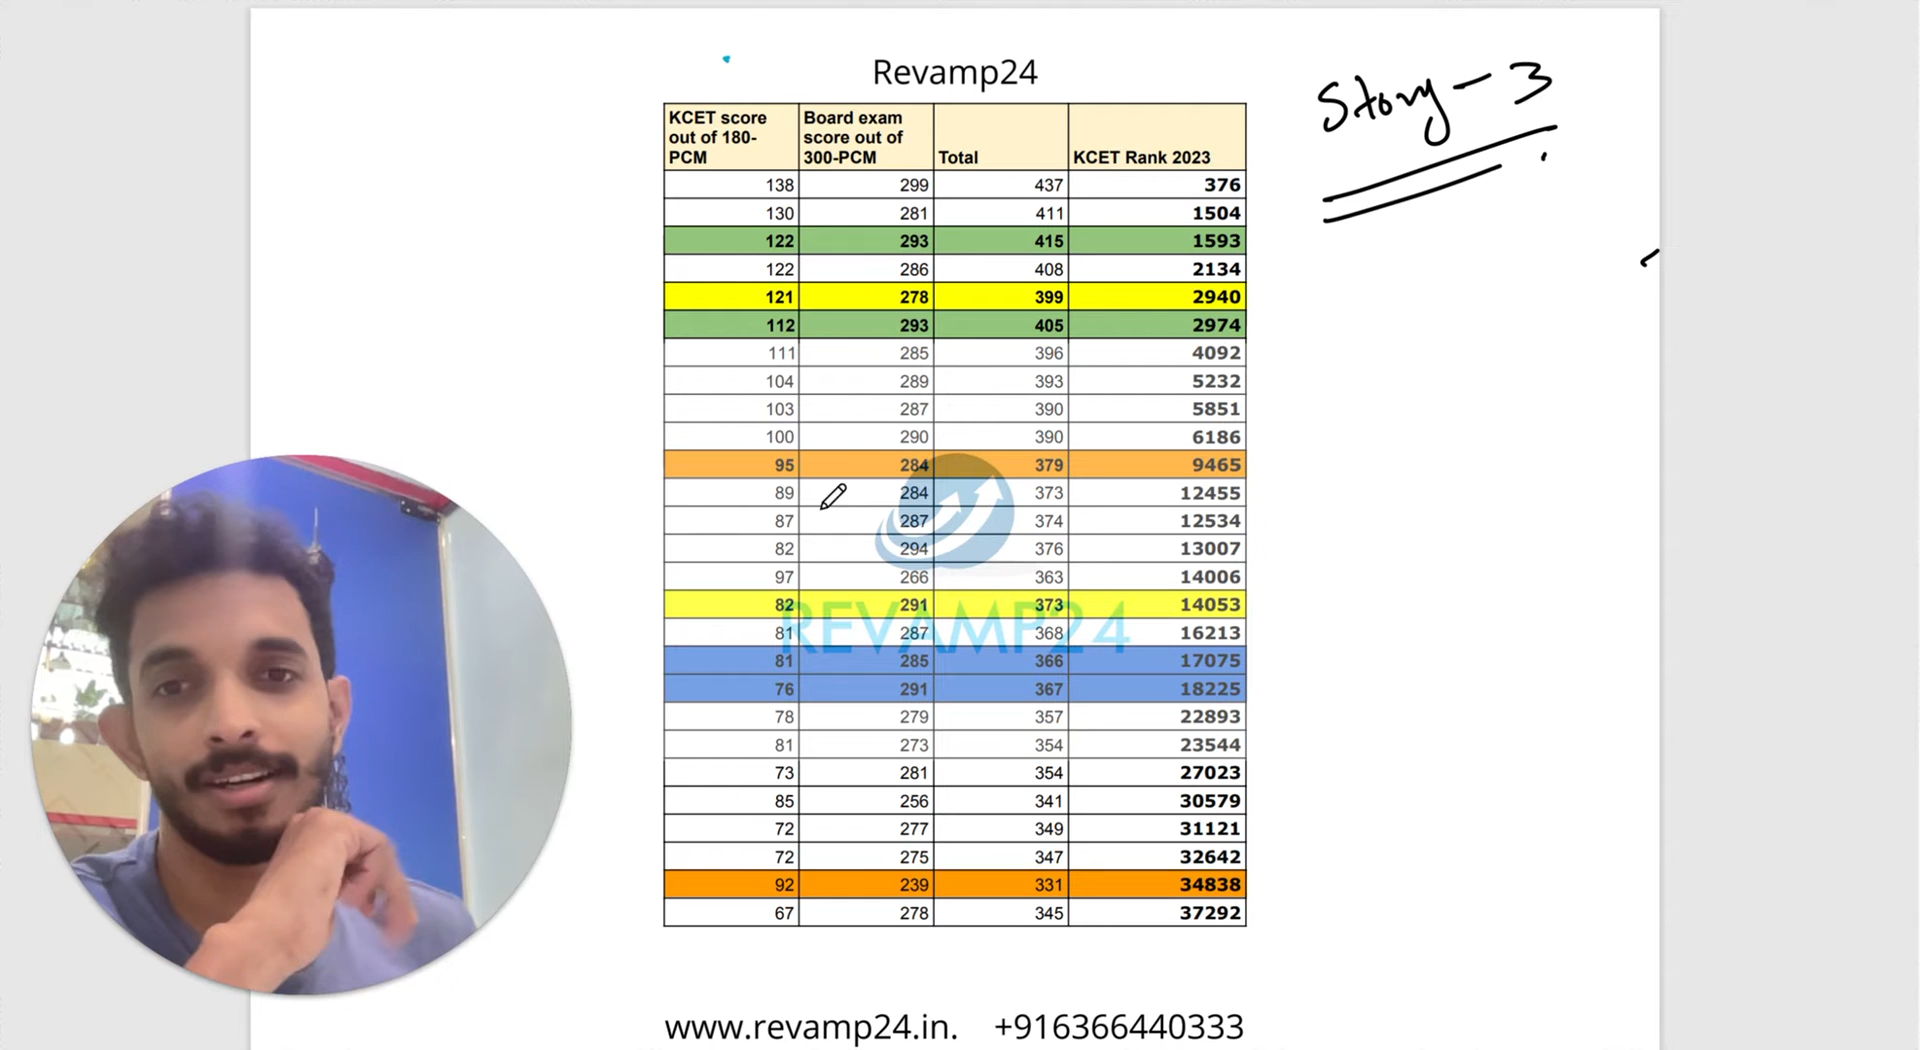 Revamp24
Story - 3
KCET score out of 180-PCM Board exam score out of 300-PCM Total KCET Rank 2023
138 299 437 376
130 281 411 1504
122 293 415 1593
122 286 408 2134
121 278 399 2940
112 293 405 2974
111 285 396 4092
104 289 393 5232
103 287 390 5851
100 290 390 6186
95 284 379 9465
89 284 373 12455
87 287 374 12534
82 294 376 13007
97 266 363 14006
82 291 373 14053
81 287 368 16213
81 285 366 17075
76 291 367 18225
78 279 357 22893
81 273 354 23544
73 281 354 27023
85 256 341 30579
72 277 349 31121
72 275 347 32642
92 239 331 34838
67 278 345 37292
REVAMP24
www.revamp24.in. +916366440333